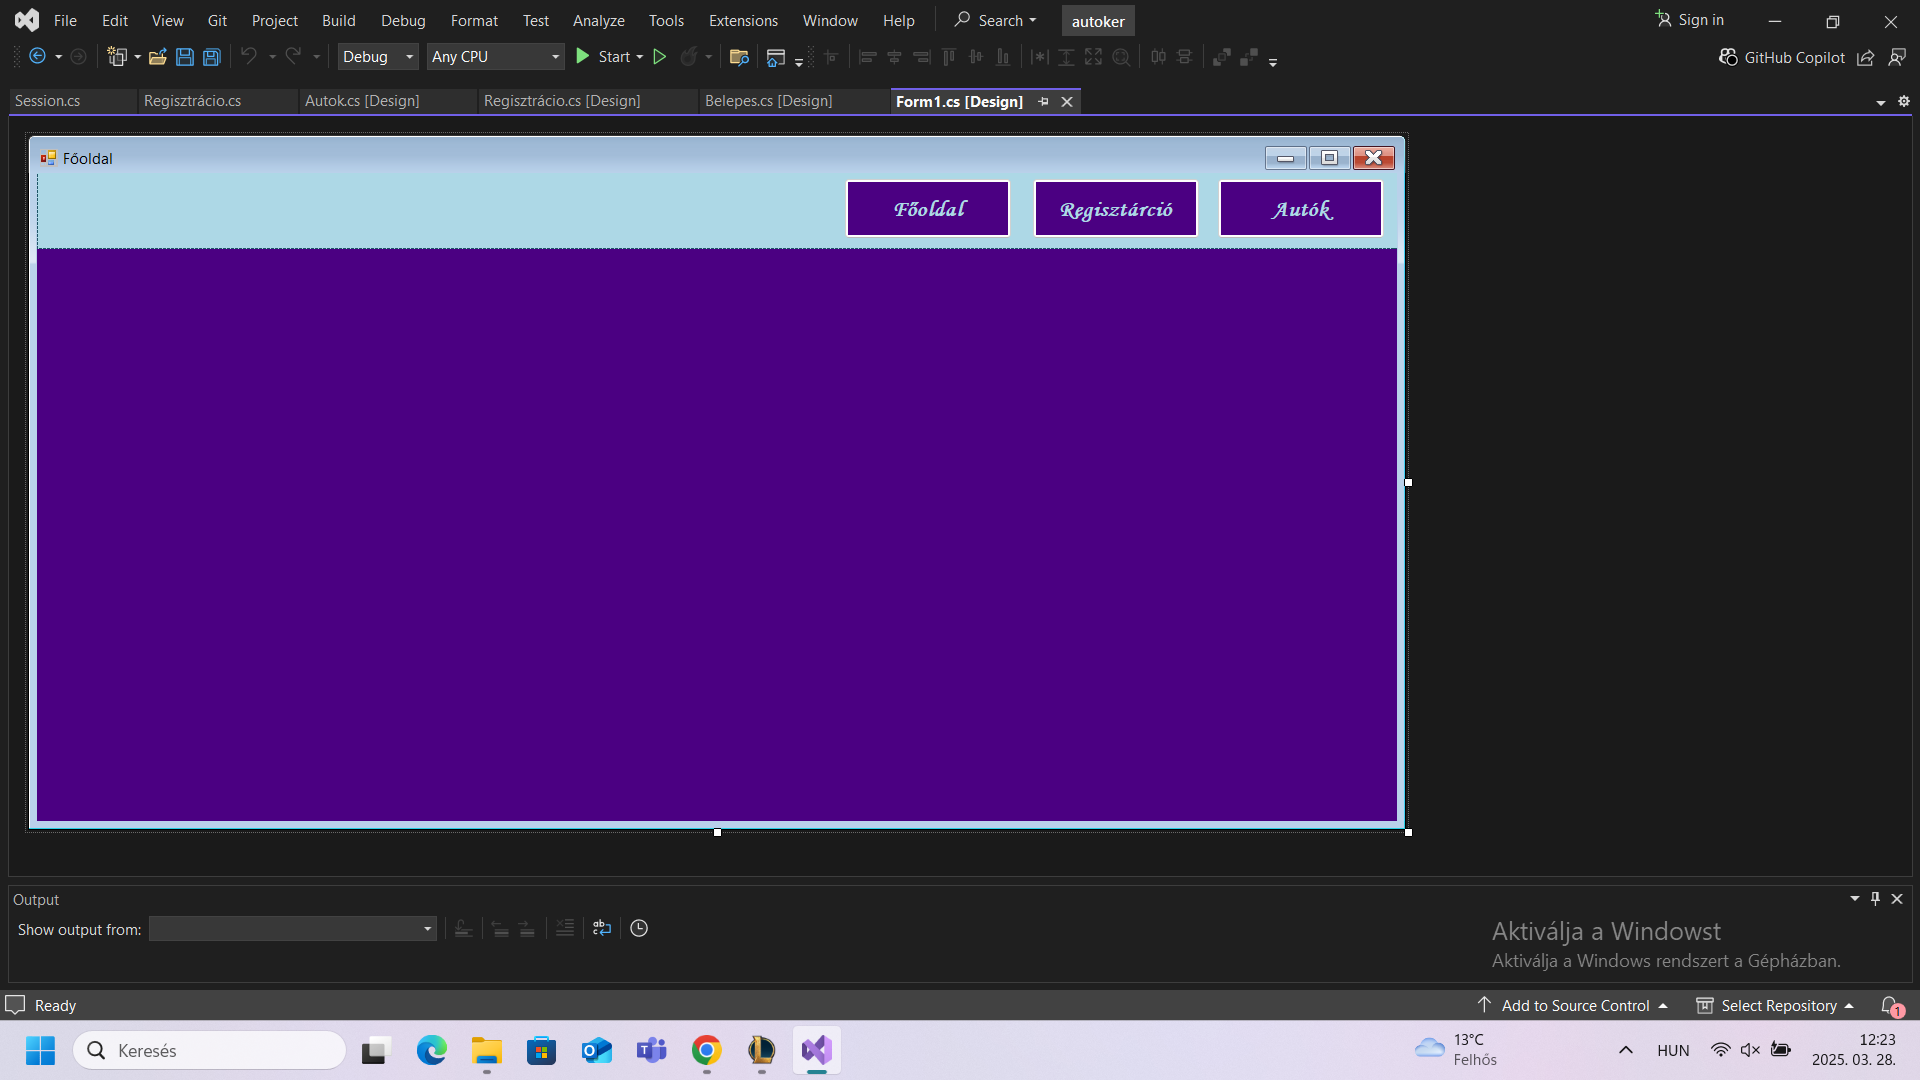 File Edit View Git Project Build Debug Format Test Analyze Tools Extensions Window Help Search autoker Sign in
Debug Any CPU Start GitHub Copilot
Session.cs Regisztrácio.cs Autok.cs [Design] Regisztrácio.cs [Design] Belepes.cs [Design] Form1.cs [Design]
Főoldal
Főoldal Regisztárció Autók
Output
Show output from:
Aktiválja a Windowst
Aktiválja a Windows rendszert a Gépházban.
Ready Add to Source Control Select Repository 1
Keresés
13°C
Felhős
HUN
12:23
2025. 03. 28.